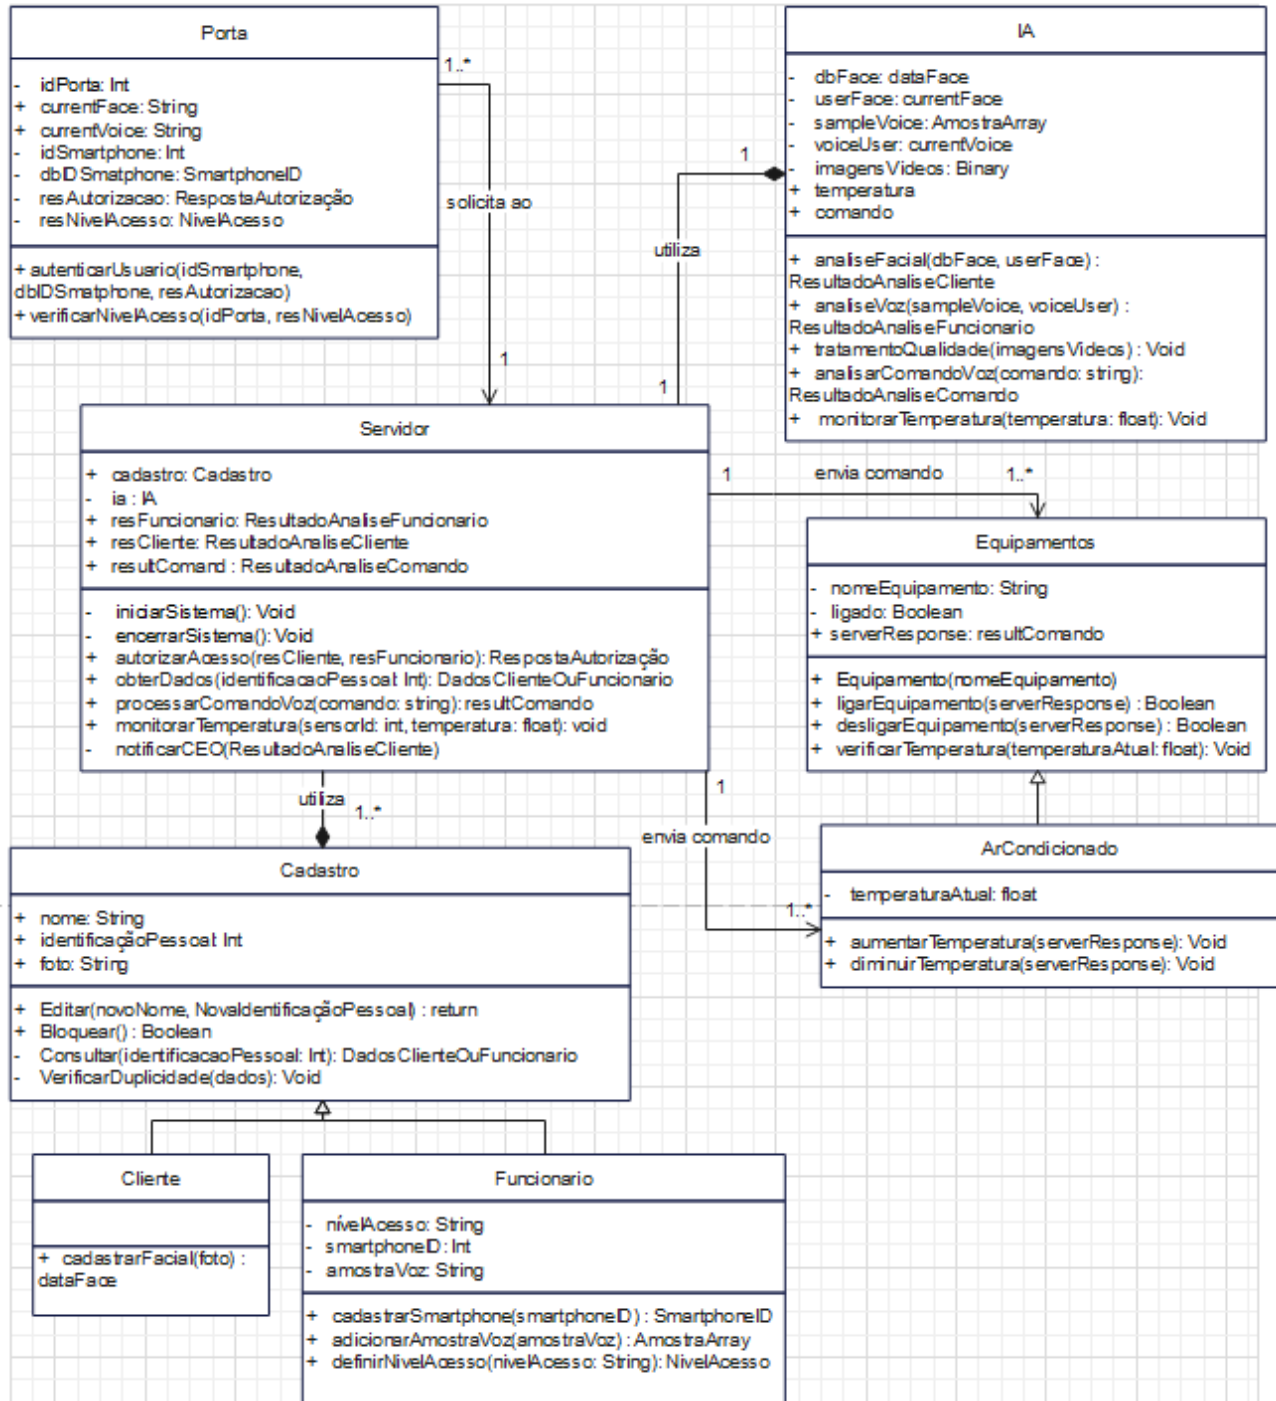 Porta
- idPorta: Int
+ currentFace: String
+ currentVoice: String
- idSmartphone: Int
- dbIDSmatphone: SmartphoneID
- resAutorizacao: RespostaAutorização
- resNivelAcesso: NivelAcesso
+ autenticarUsuario(idSmartphone,
dbIDSmatphone, resAutorizacao)
+ verificarNivelAcesso(idPorta, resNivelAcesso)
1..*
solicita ao
1
IA
- dbFace: dataFace
- userFace: currentFace
- sampleVoice: AmostraArray
- voiceUser: currentVoice
- imagensVideos: Binary
+ temperatura
+ comando
+ analiseFacial(dbFace, userFace) :
ResultadoAnaliseCliente
+ analiseVoz(sampleVoice, voiceUser) :
ResultadoAnaliseFuncionario
+ tratamentoQualidade(imagensVideos) : Void
+ analisarComandoVoz(comando: string):
ResultadoAnaliseComando
+ monitorarTemperatura(temperatura: float): Void
1
utiliza
1
Servidor
+ cadastro: Cadastro
- ia : IA
+ resFuncionario: ResultadoAnaliseFuncionario
+ resCliente: ResultadoAnaliseCliente
+ resultComand : ResultadoAnaliseComando
- iniciarSistema(): Void
- encerrarSistema(): Void
+ autorizarAcesso(resCliente, resFuncionario): RespostaAutorização
+ obterDados(identificacaoPessoal: Int): DadosClienteOuFuncionario
+ processarComandoVoz(comando: string): resultComando
+ monitorarTemperatura(sensorId: int, temperatura: float): void
- notificarCEO(ResultadoAnaliseCliente)
1
envia comando
1..*
Equipamentos
- nomeEquipamento: String
- ligado: Boolean
+ serverResponse: resultComando
+ Equipamento(nomeEquipamento)
+ ligarEquipamento(serverResponse) : Boolean
+ desligarEquipamento(serverResponse) : Boolean
+ verificarTemperatura(temperaturaAtual: float): Void
utiliza
1..*
1
envia comando
1..*
ArCondicionado
- temperaturaAtual: float
+ aumentarTemperatura(serverResponse): Void
+ diminuirTemperatura(serverResponse): Void
Cadastro
+ nome: String
+ identificaçãoPessoal: Int
+ foto: String
+ Editar(novoNome, NovaIdentificaçãoPessoal) : return
+ Bloquear() : Boolean
- Consultar(identificacaoPessoal: Int): DadosClienteOuFuncionario
- VerificarDuplicidade(dados): Void
Cliente
+ cadastrarFacial(foto) :
dataFace
Funcionario
- nívelAcesso: String
- smartphoneID: Int
- amostraVoz: String
+ cadastrarSmartphone(smartphoneID) : SmartphoneID
+ adicionarAmostraVoz(amostraVoz) : AmostraArray
+ definirNivelAcesso(nivelAcesso: String): NivelAcesso